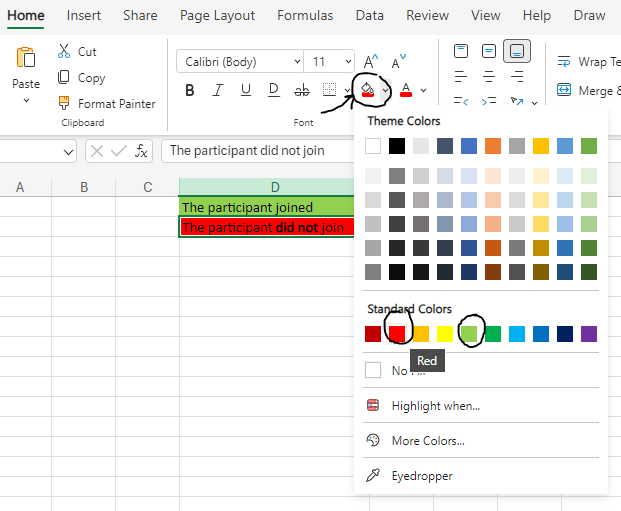 Home Insert Share Page Layout Formulas Data Review View Help Draw
Cut
Calibri (Body) 11 A A
Wrap Te
Paste
Copy
B I U D ab A
Merge &
Format Painter
Clipboard Font
fx The participant did not join
Theme Colors
A B C D
The participant joined
The participant did not join
Standard Colors
Red
No
Highlight when...
More Colors...
Eyedropper